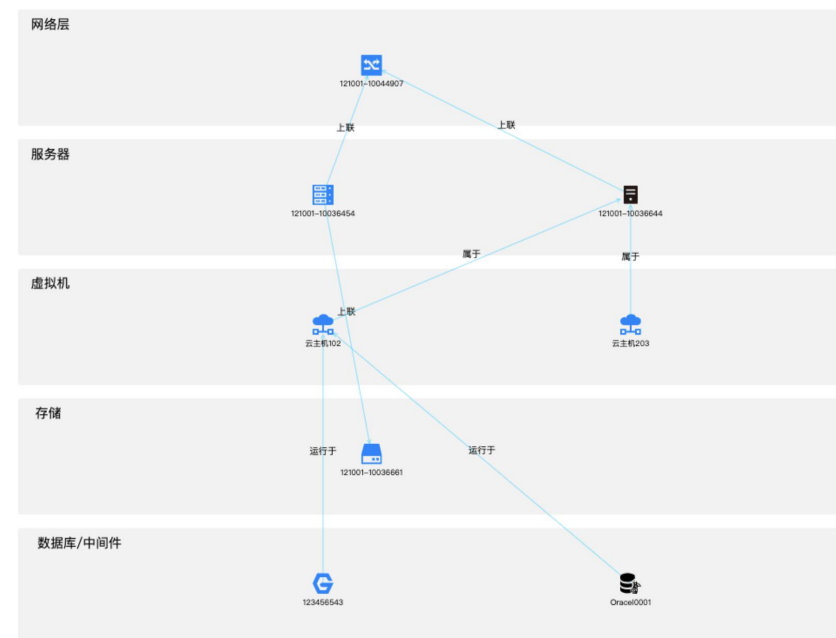 网络层
121001-10044907
上联
上联
服务器
121001-10036454
121001-10036644
属于
属于
虚拟机
上联
云主机102
云主机203
存储
运行于
运行于
121001-10036661
数据库/中间件
123456543
Oracel0001